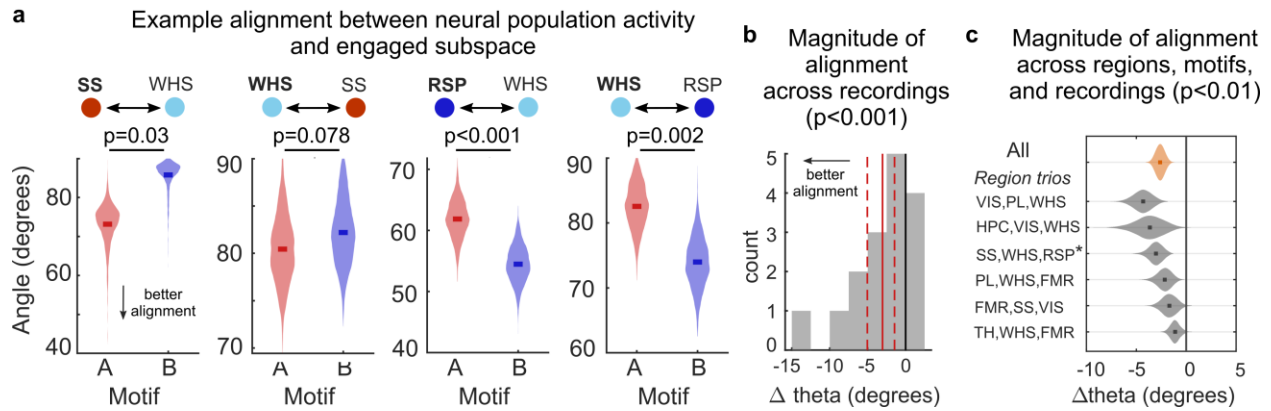 a
Example alignment between neural population activity
and engaged subspace
SS WHS
p=0.03
WHS SS
p=0.078
RSP WHS
p<0.001
WHS RSP
p=0.002
Angle (degrees)
80
60
40
better
alignment
A B
Motif
90
80
70
A B
Motif
70
60
50
40
A B
Motif
90
80
70
60
A B
Motif
b
Magnitude of
alignment
across recordings
(p<0.001)
better
alignment
count
5
4
3
2
1
0
-15 -10 -5 0
Δ theta (degrees)
c
Magnitude of alignment
across regions, motifs,
and recordings (p<0.01)
All
Region trios
VIS,PL,WHS
HPC,VIS,WHS
SS,WHS,RSP*
PL,WHS,FMR
FMR,SS,VIS
TH,WHS,FMR
-10 -5 0 5
Δtheta (degrees)